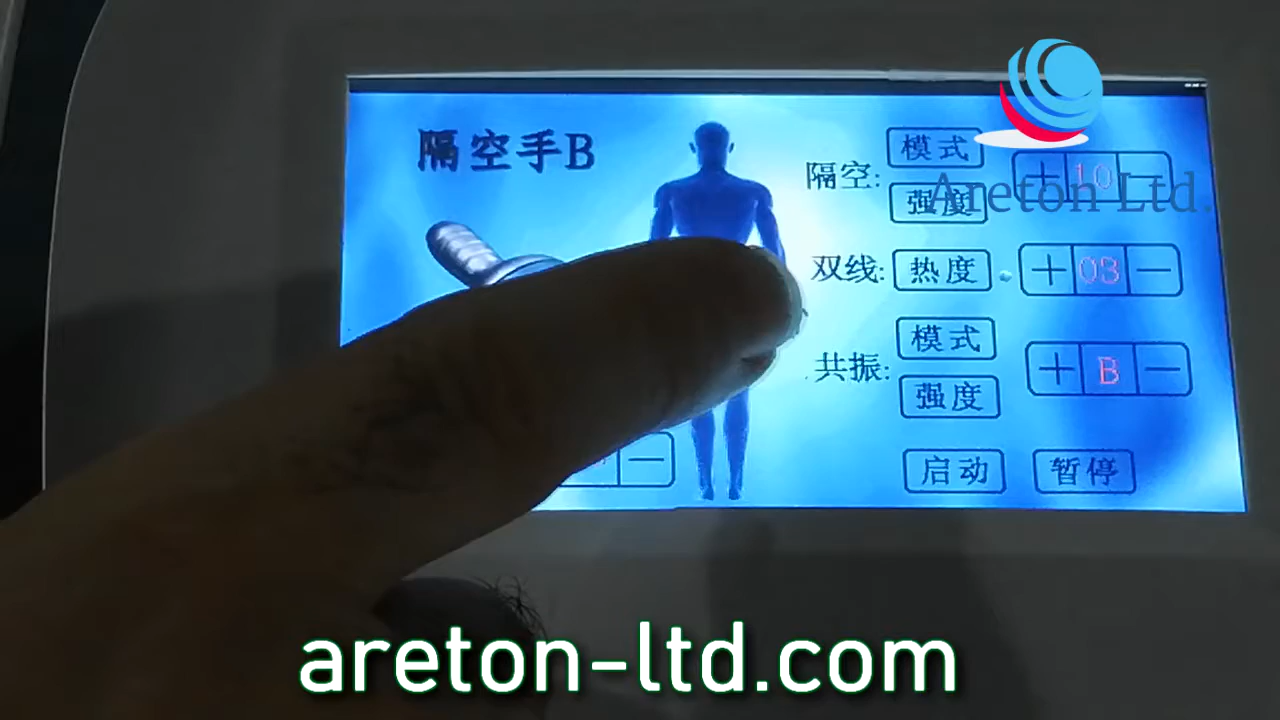 隔空手B
隔空:
模式
强度
+ 10 −
Areton Ltd.
双线:
热度
+ 03 −
共振:
模式
强度
+ B −
−
启动
暂停
areton-ltd.com